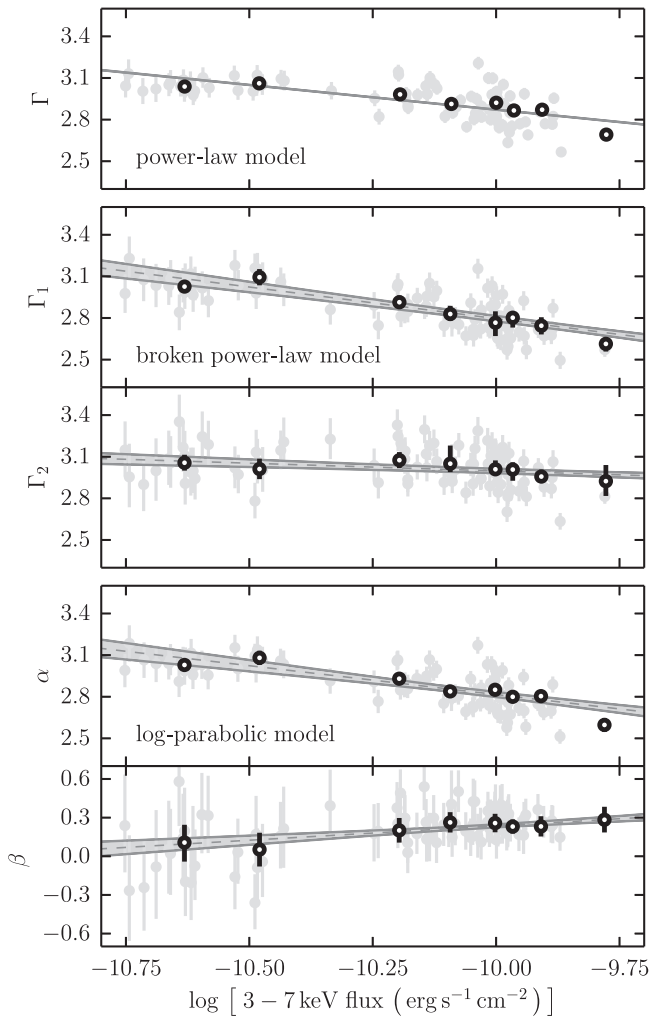 3.4
3.1
2.8
2.5
Γ
power-law model
3.4
3.1
2.8
2.5
Γ₁
broken power-law model
3.4
3.1
2.8
2.5
Γ₂
3.4
3.1
2.8
2.5
α
log-parabolic model
0.6
0.3
0.0
−0.3
−0.6
β
−10.75 −10.50 −10.25 −10.00 −9.75
log [ 3 − 7 keV flux ( erg s⁻¹ cm⁻² ) ]